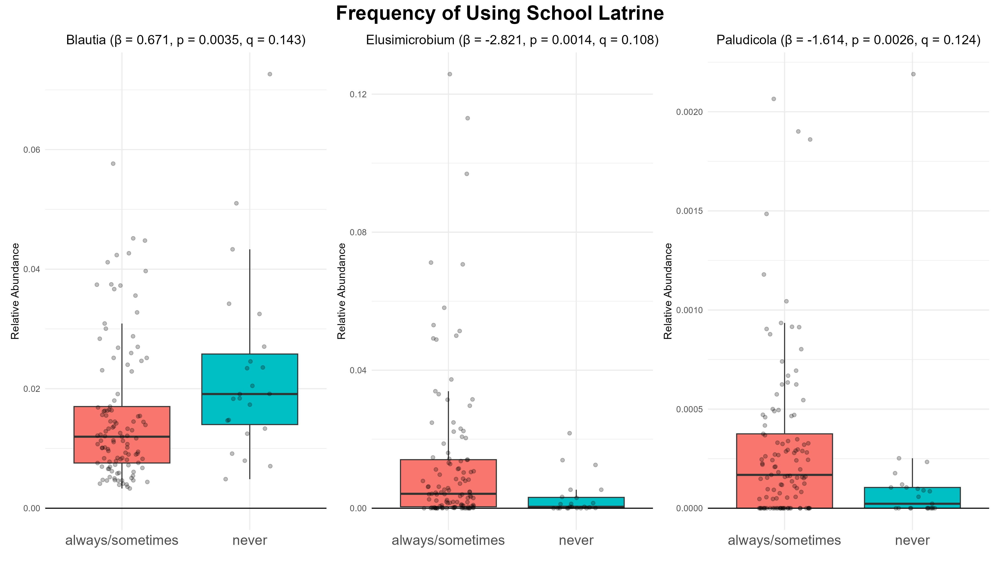 Frequency of Using School Latrine
Blautia (β = 0.671, p = 0.0035, q = 0.143)
Relative Abundance
0.06
0.04
0.02
0.00
always/sometimes
never
Elusimicrobium (β = -2.821, p = 0.0014, q = 0.108)
Relative Abundance
0.12
0.08
0.04
0.00
always/sometimes
never
Paludicola (β = -1.614, p = 0.0026, q = 0.124)
Relative Abundance
0.0020
0.0015
0.0010
0.0005
0.0000
always/sometimes
never